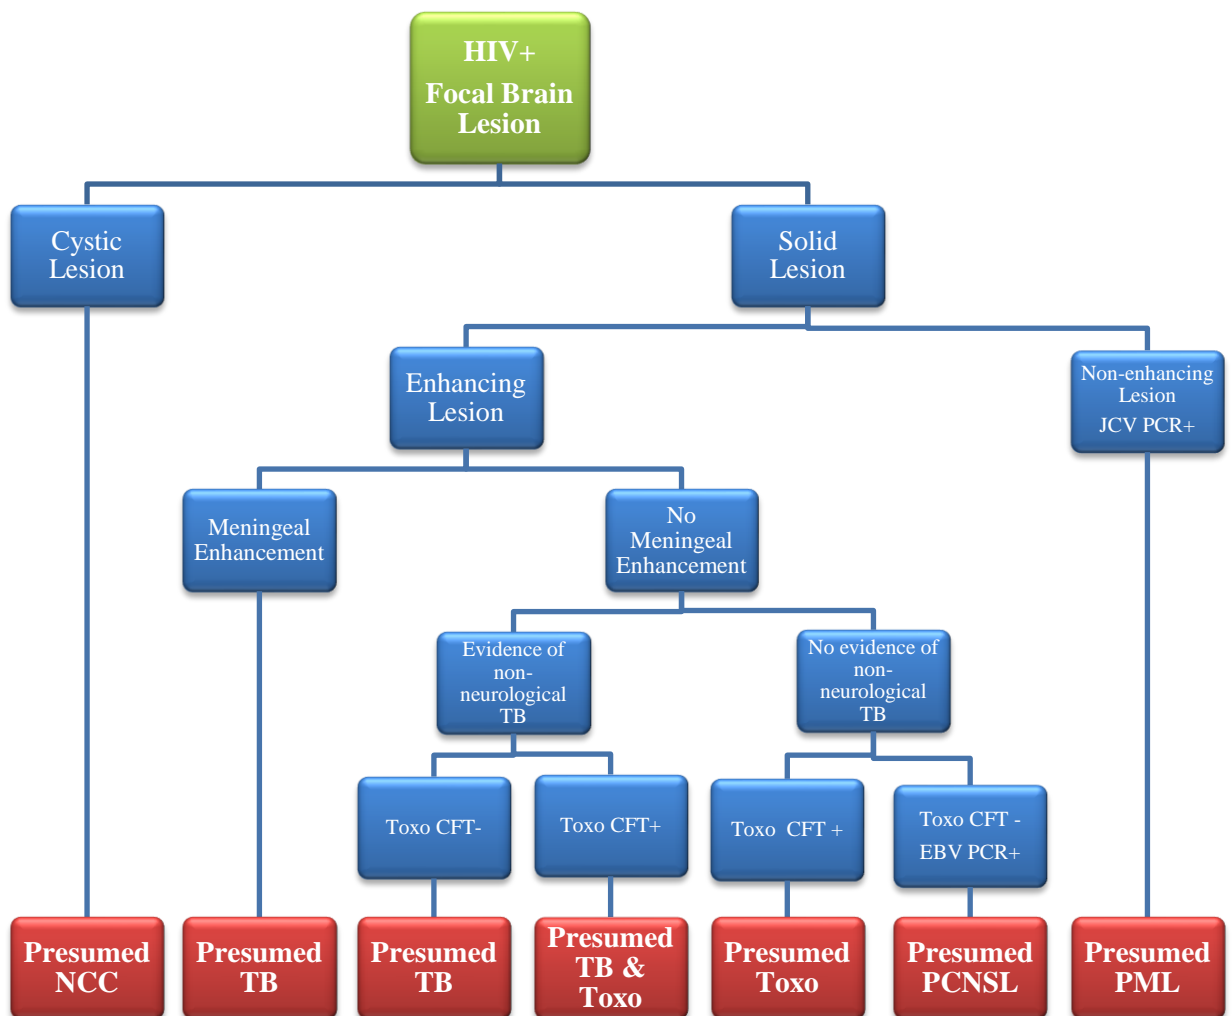 HIV+
Focal Brain
Lesion
Cystic
Lesion
Solid
Lesion
Enhancing
Lesion
Non-enhancing
Lesion
JCV PCR+
Meningeal
Enhancement
No
Meningeal
Enhancement
Evidence of
non-
neurological
TB
No evidence of
non-
neurological
TB
Toxo CFT-
Toxo CFT+
Toxo CFT +
Toxo CFT -
EBV PCR+
Presumed
NCC
Presumed
TB
Presumed
TB
Presumed
TB &
Toxo
Presumed
Toxo
Presumed
PCNSL
Presumed
PML